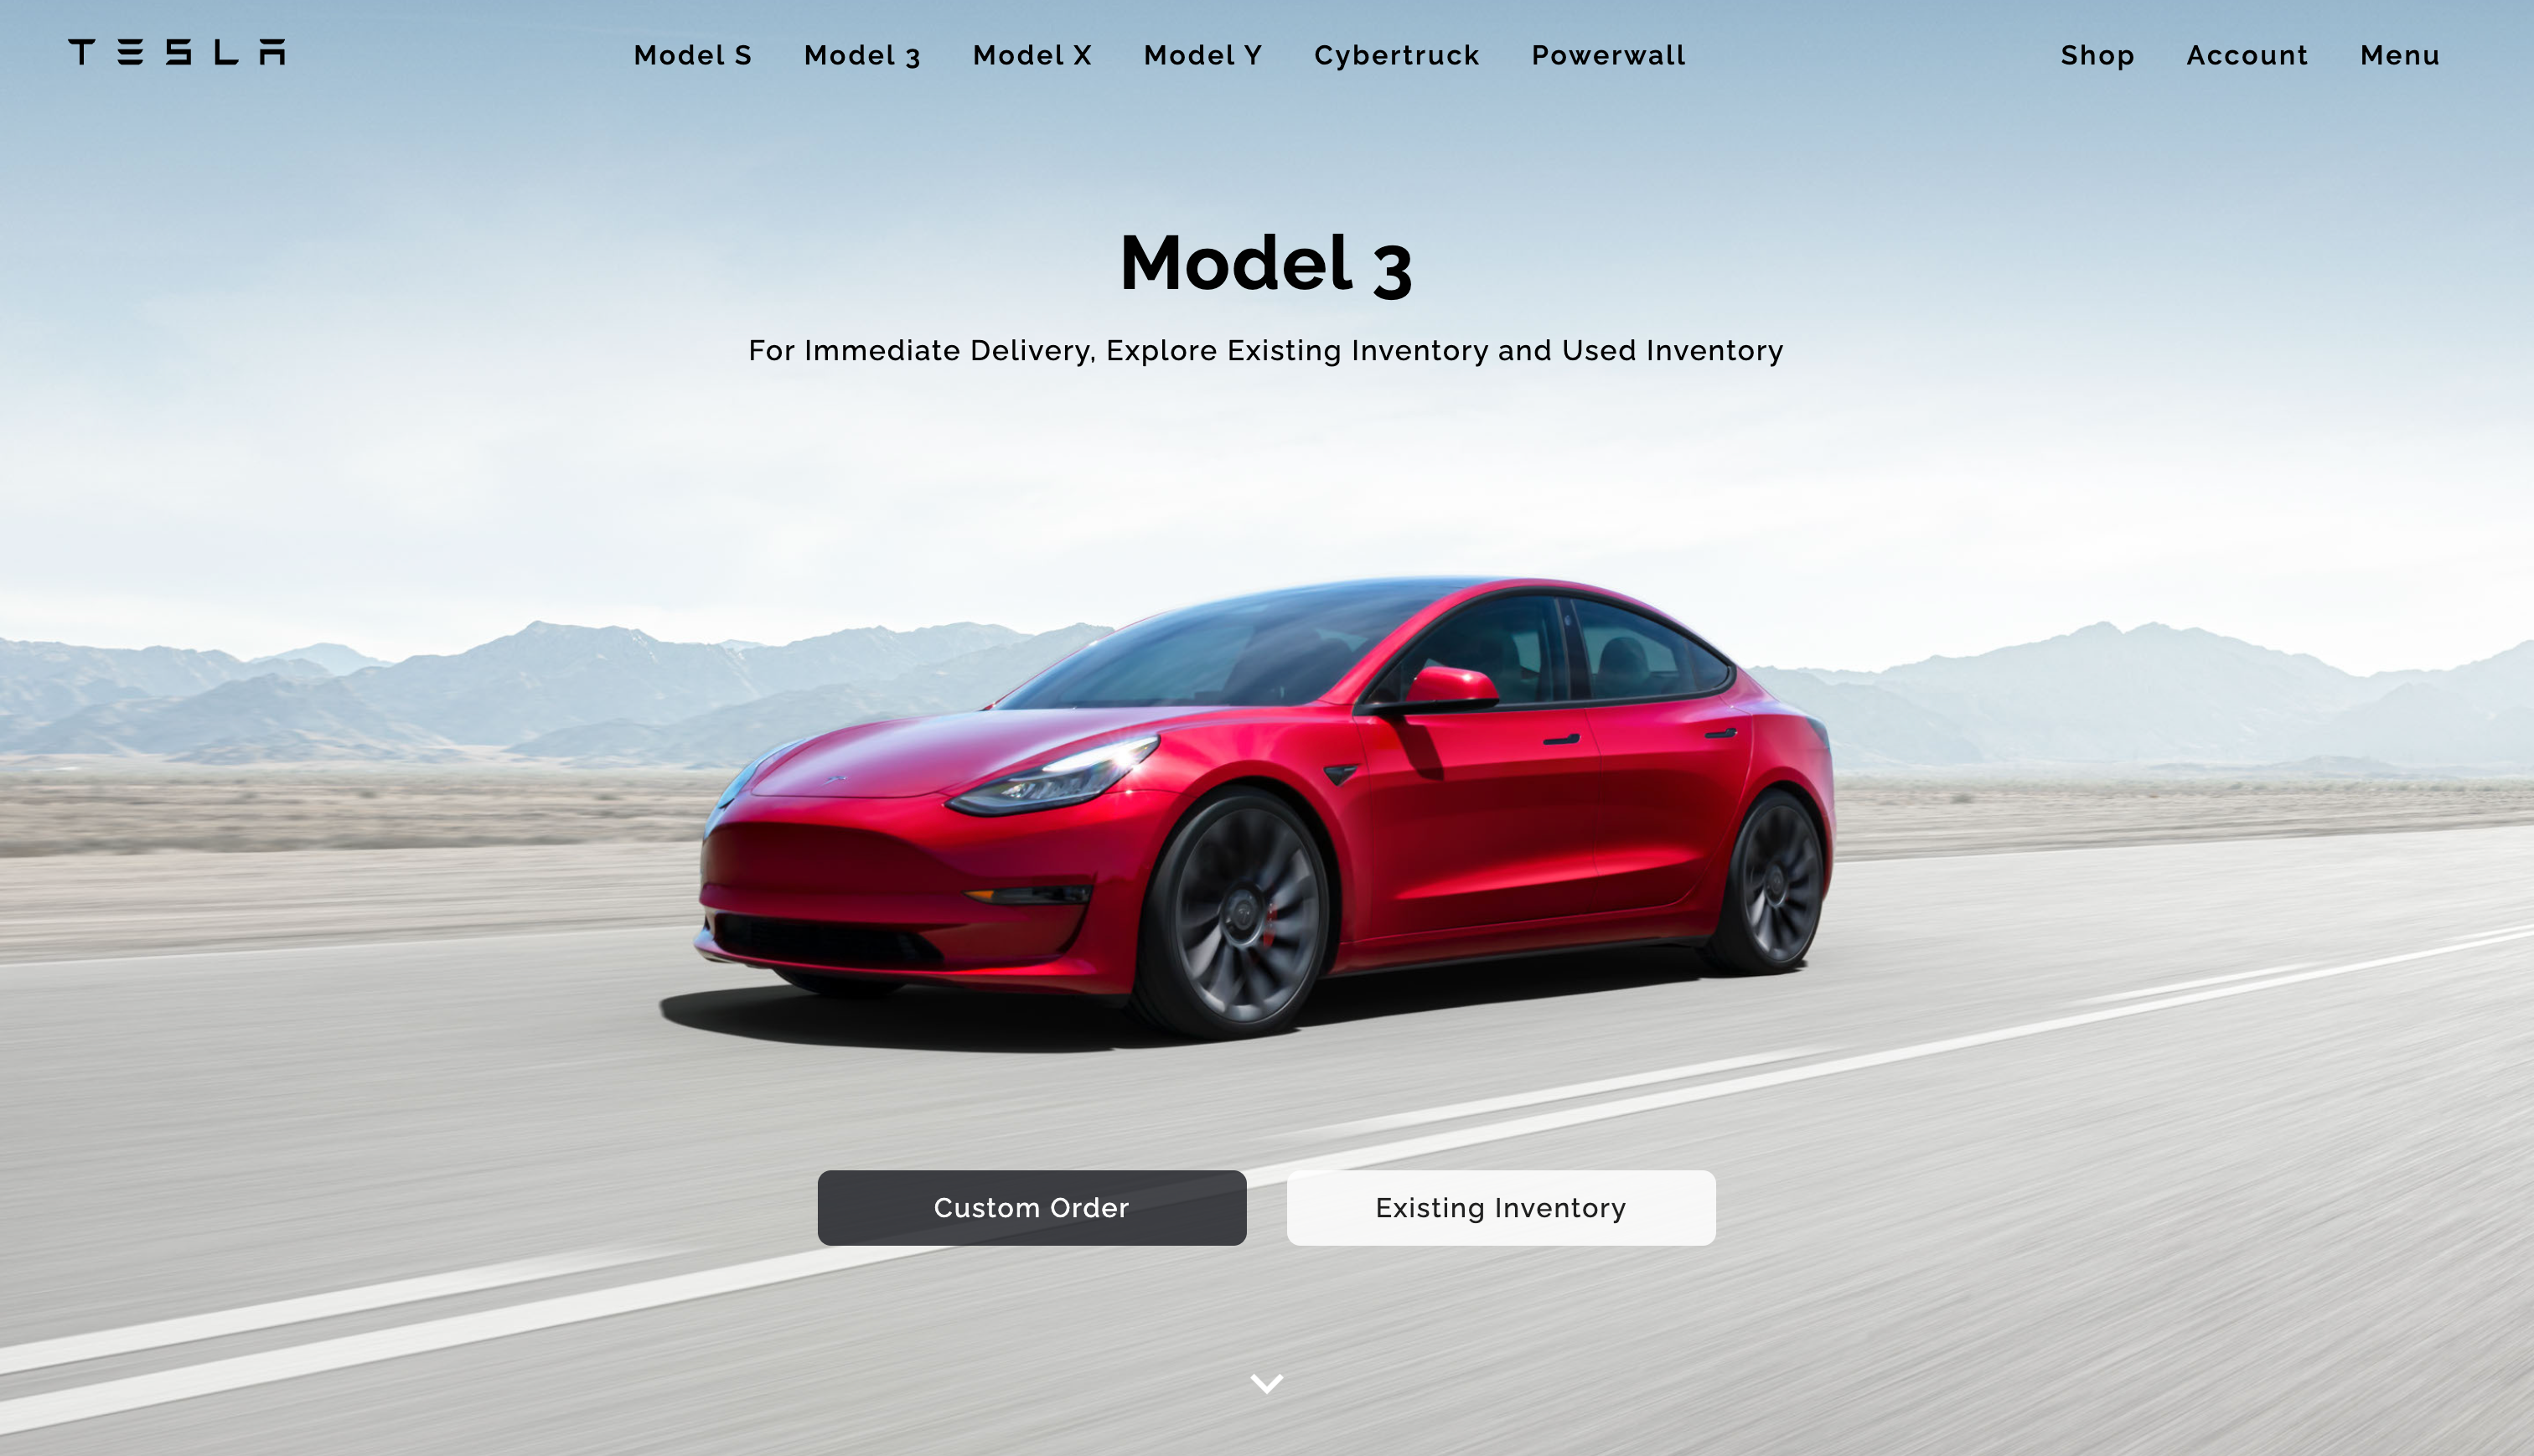 TESLA
Model S Model 3 Model X Model Y Cybertruck Powerwall Shop Account Menu
Model 3
For Immediate Delivery, Explore Existing Inventory and Used Inventory
Custom Order Existing Inventory